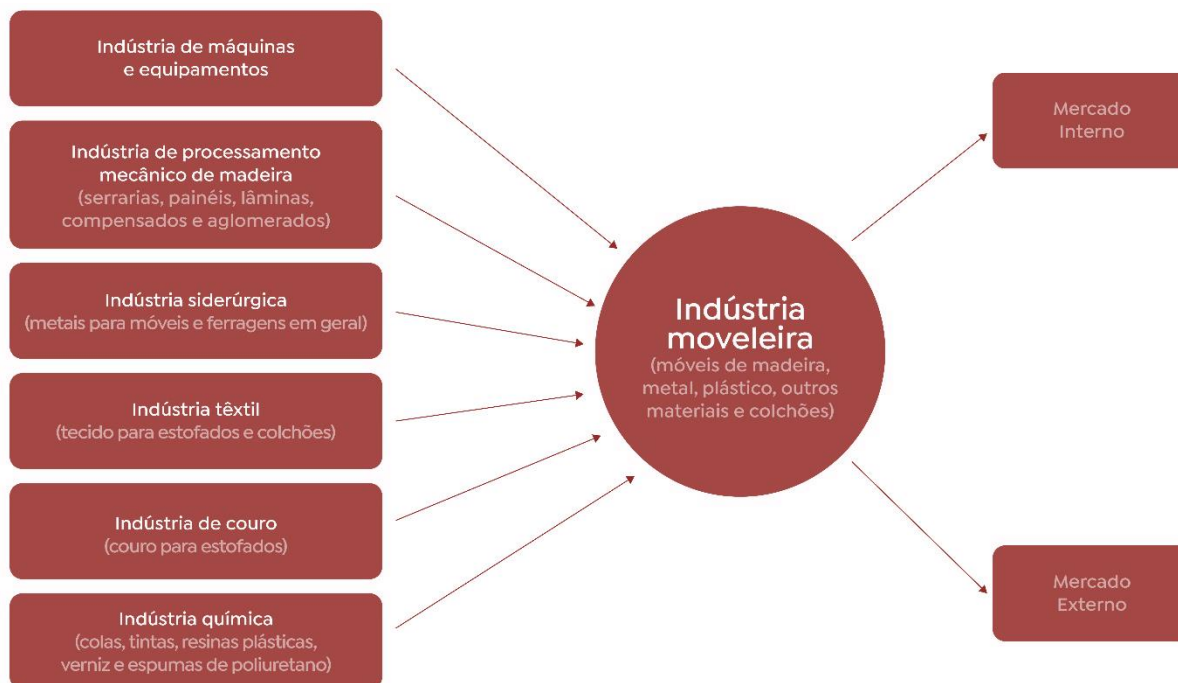 Indústria de máquinas
e equipamentos
Indústria de processamento
mecânico de madeira
(serrarias, painéis, lâminas,
compensados e aglomerados)
Indústria siderúrgica
(metais para móveis e ferragens em geral)
Indústria têxtil
(tecido para estofados e colchões)
Indústria de couro
(couro para estofados)
Indústria química
(colas, tintas, resinas plásticas,
verniz e espumas de poliuretano)
Indústria
moveleira
(móveis de madeira,
metal, plástico, outros
materiais e colchões)
Mercado
Interno
Mercado
Externo